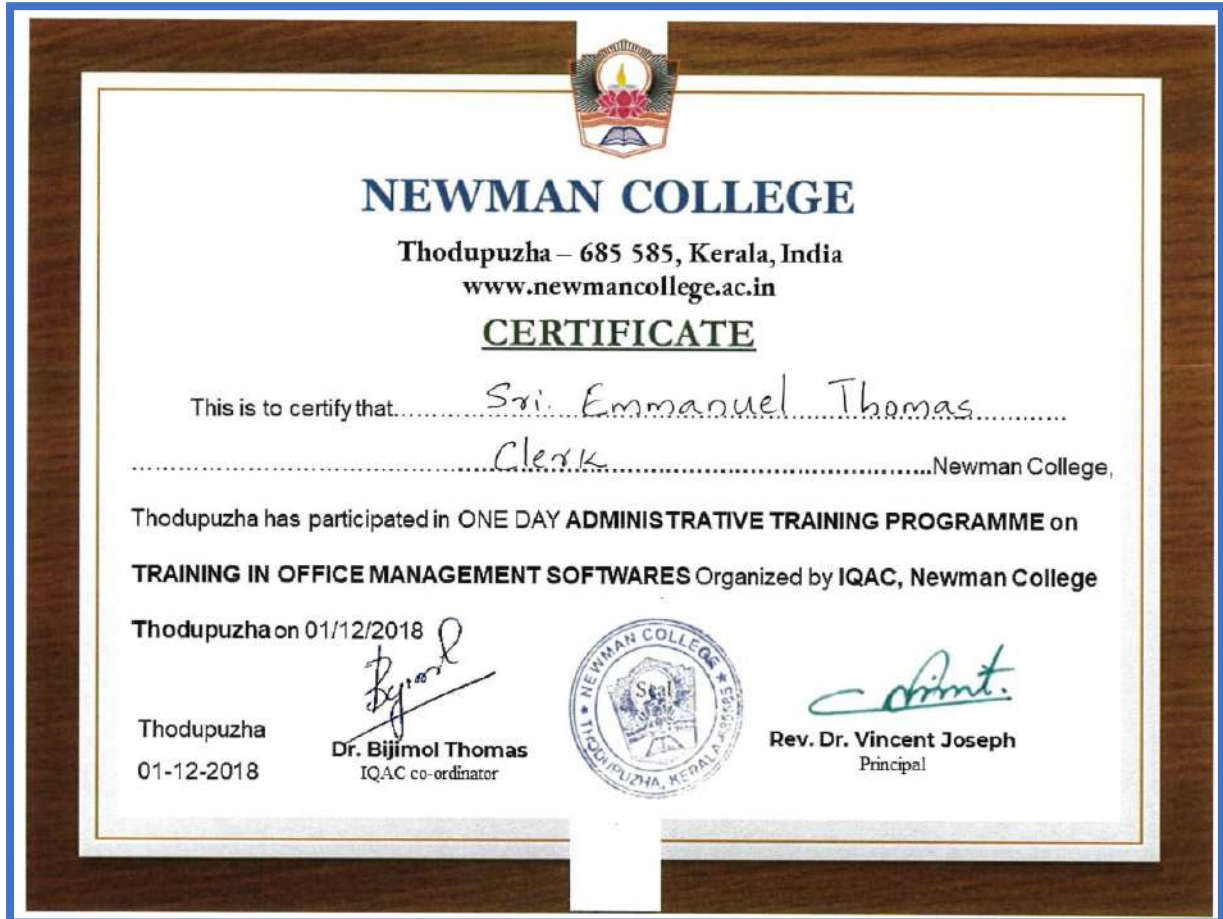 NEWMAN COLLEGE
Thodupuzha – 685 585, Kerala, India
www.newmancollege.ac.in
CERTIFICATE
This is to certify that.......... Sri. Emmanuel Thomas ..........
.......... Clerk ..........Newman College,
Thodupuzha has participated in ONE DAY ADMINISTRATIVE TRAINING PROGRAMME on
TRAINING IN OFFICE MANAGEMENT SOFTWARES Organized by IQAC, Newman College
Thodupuzha on 01/12/2018
Thodupuzha
01-12-2018
Dr. Bijimol Thomas
IQAC co-ordinator
NEWMAN COLLEGE
Seal
THODUPUZHA, KERALA-685585
Rev. Dr. Vincent Joseph
Principal